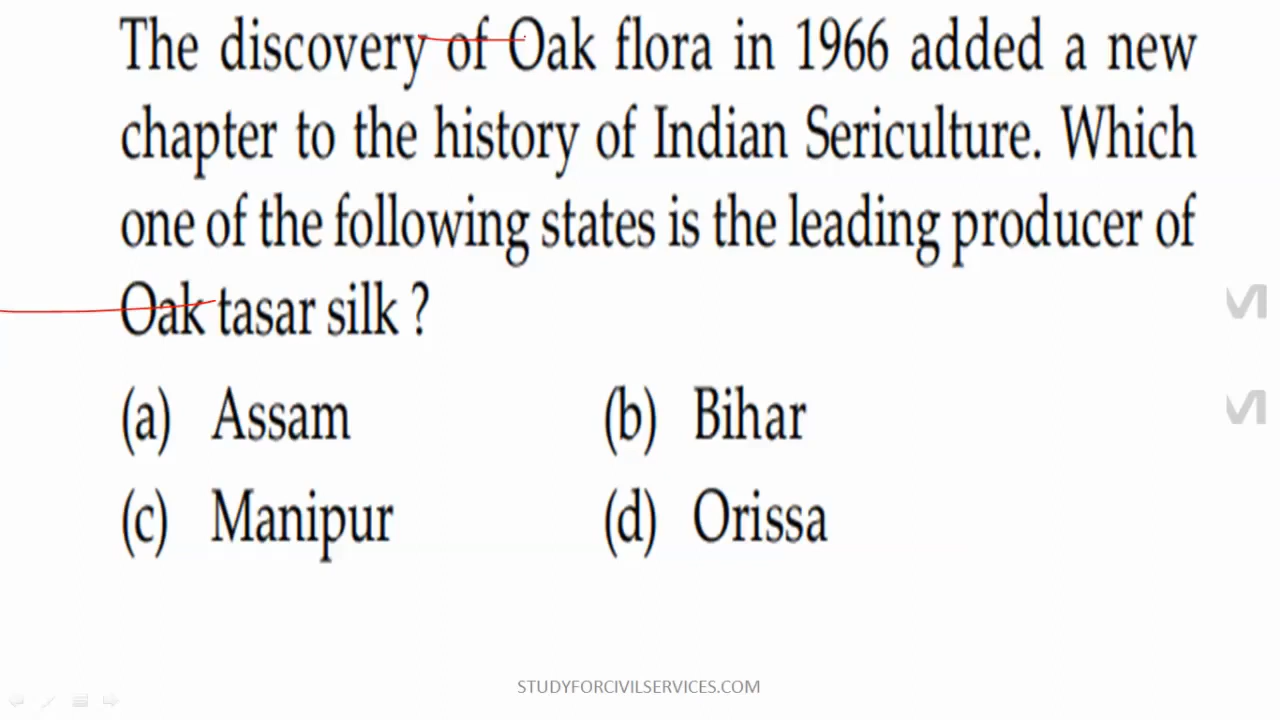 The discovery of Oak flora in 1966 added a new
chapter to the history of Indian Sericulture. Which
one of the following states is the leading producer of
Oak tasar silk ?
(a) Assam (b) Bihar
(c) Manipur (d) Orissa
STUDYFORCIVILSERVICES.COM